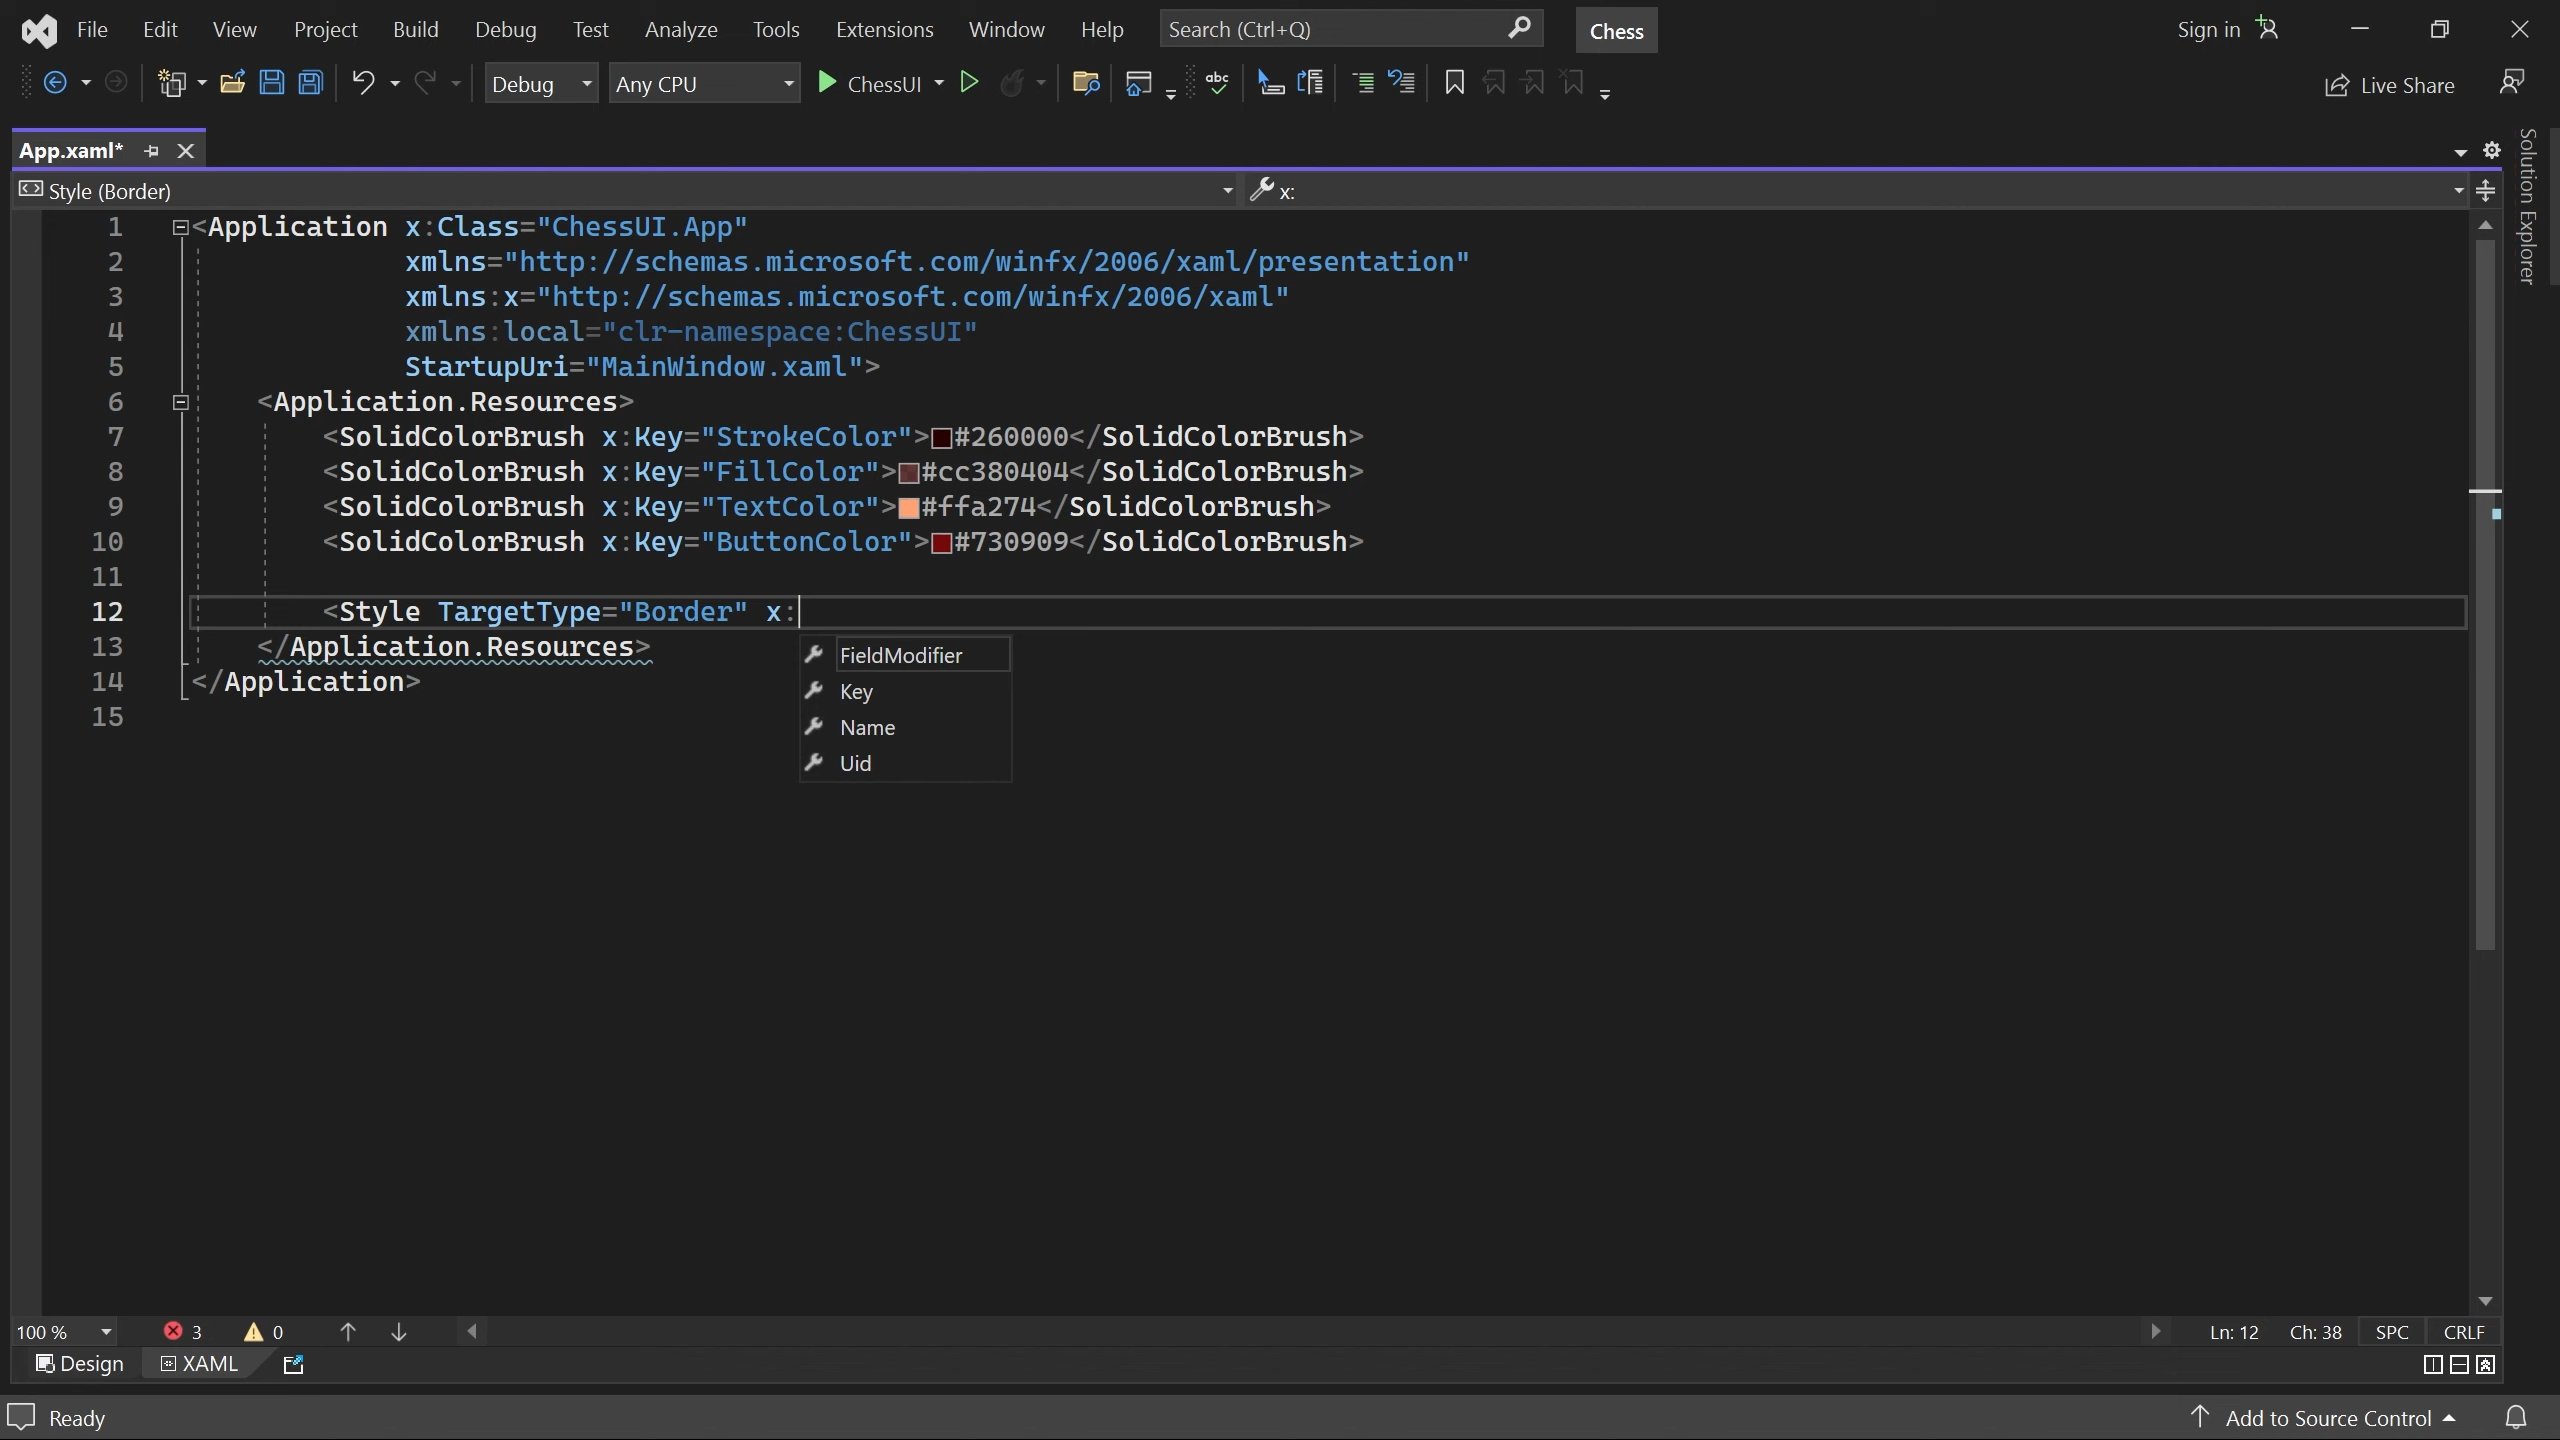 File Edit View Project Build Debug Test Analyze Tools Extensions Window Help Search (Ctrl+Q) Chess Sign in
Debug Any CPU ChessUI abc Live Share
App.xaml*
Solution Explorer
Style (Border) x:
1 <Application x:Class="ChessUI.App"
2 xmlns="http://schemas.microsoft.com/winfx/2006/xaml/presentation"
3 xmlns:x="http://schemas.microsoft.com/winfx/2006/xaml"
4 xmlns:local="clr-namespace:ChessUI"
5 StartupUri="MainWindow.xaml">
6 <Application.Resources>
7 <SolidColorBrush x:Key="StrokeColor">#260000</SolidColorBrush>
8 <SolidColorBrush x:Key="FillColor">#cc380404</SolidColorBrush>
9 <SolidColorBrush x:Key="TextColor">#ffa274</SolidColorBrush>
10 <SolidColorBrush x:Key="ButtonColor">#730909</SolidColorBrush>
11
12 <Style TargetType="Border" x:
13 </Application.Resources>
14 </Application>
15
FieldModifier
Key
Name
Uid
100 % 3 0 Ln: 12 Ch: 38 SPC CRLF
Design XAML
Ready Add to Source Control